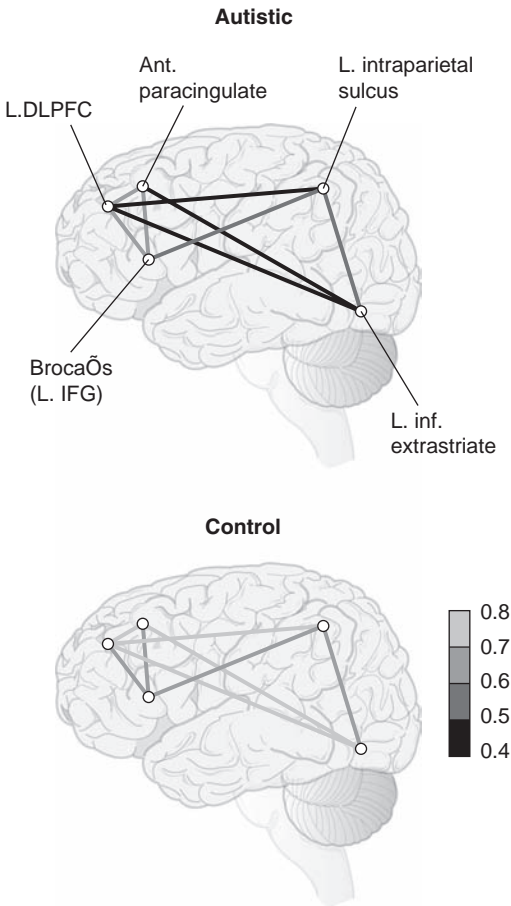 Autistic
Ant.
paracingulate
L. intraparietal
sulcus
L.DLPFC
BrocaÕs
(L. IFG)
L. inf.
extrastriate
Control
0.8
0.7
0.6
0.5
0.4